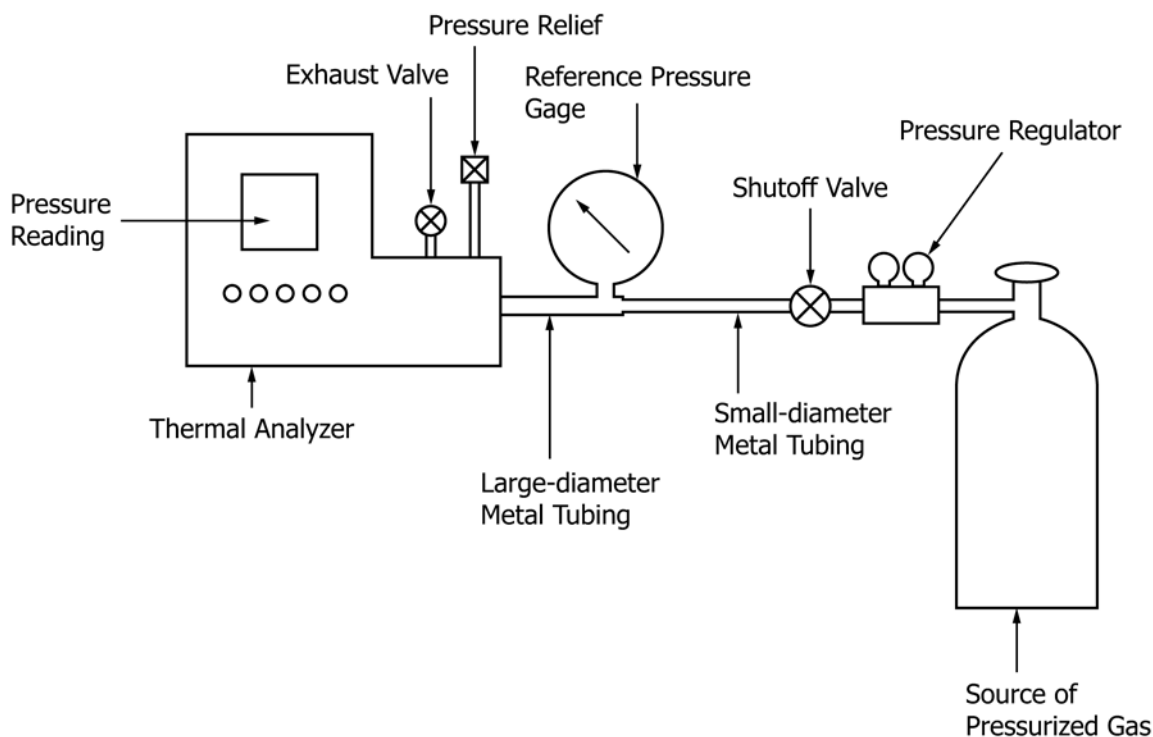 Pressure Relief
Exhaust Valve
Reference Pressure
Gage
Pressure Regulator
Shutoff Valve
Pressure
Reading
Thermal Analyzer
Small-diameter
Metal Tubing
Large-diameter
Metal Tubing
Source of
Pressurized Gas